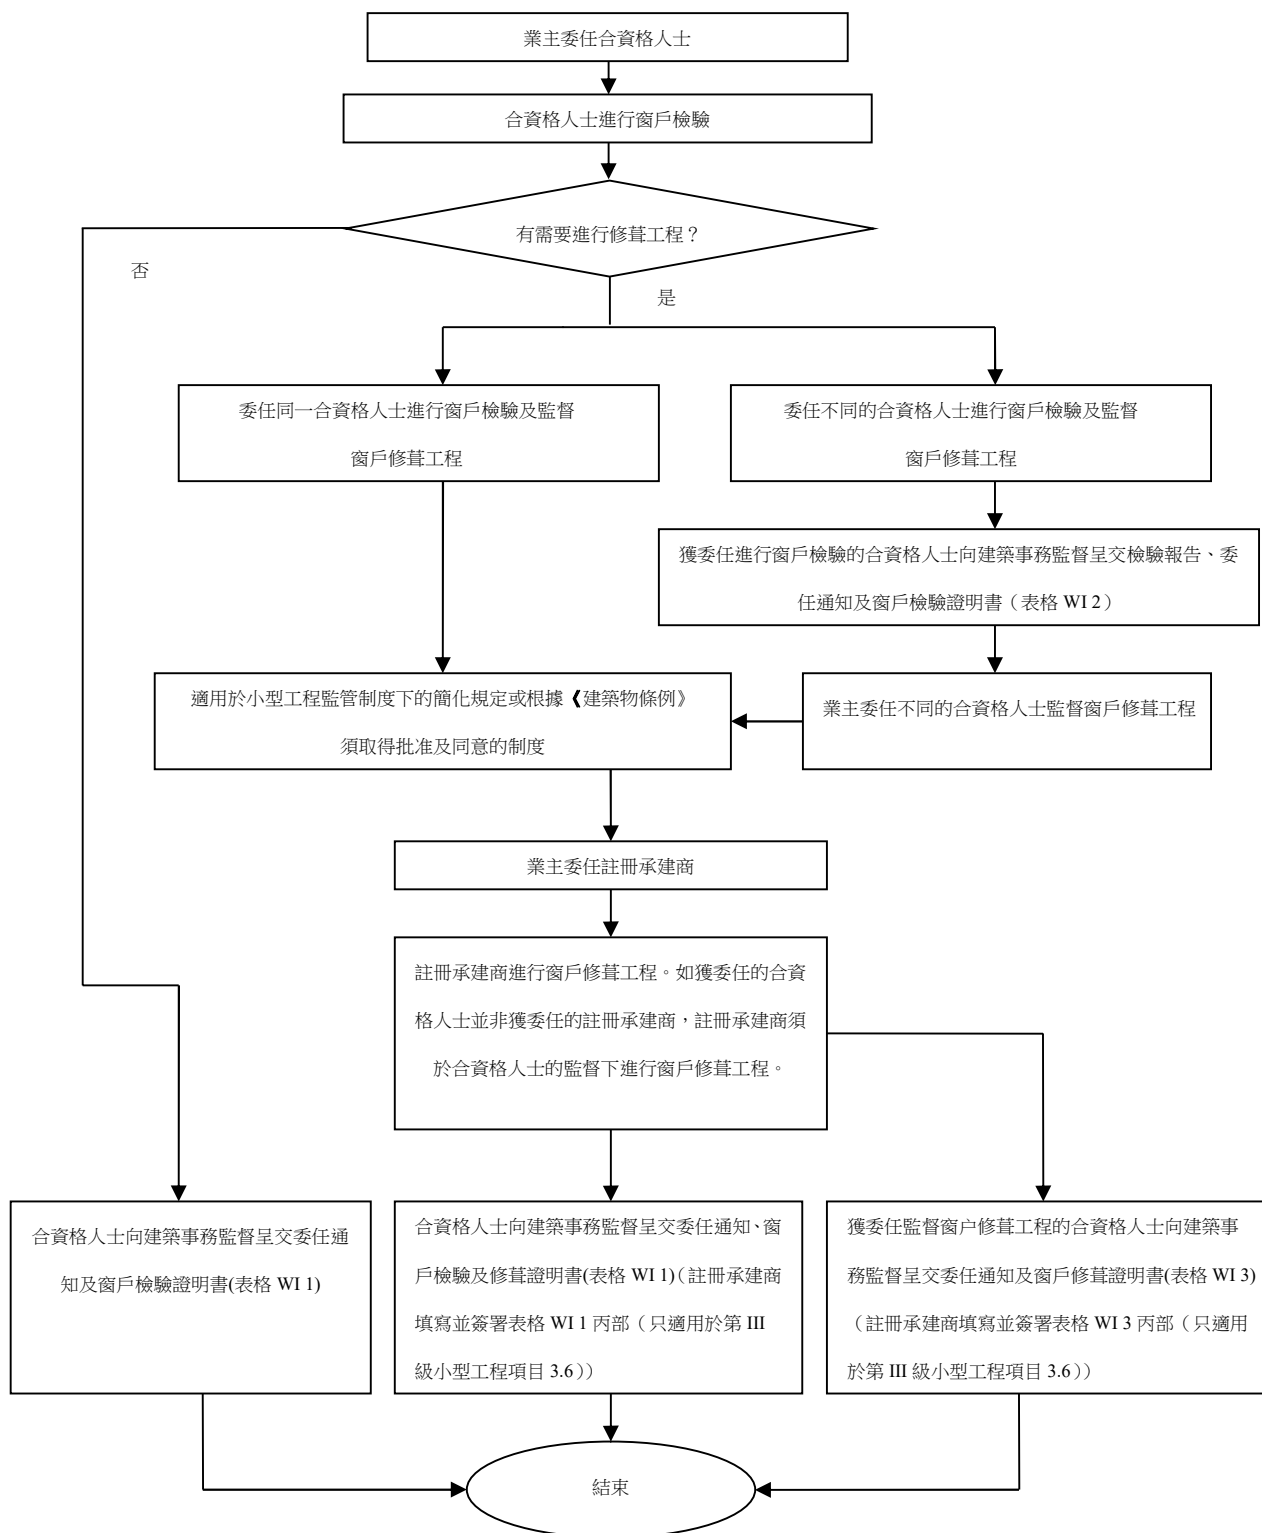 業主委任合資格人士
合資格人士進行窗戶檢驗
有需要進行修葺工程？
否
是
委任同一合資格人士進行窗戶檢驗及監督
窗戶修葺工程
委任不同的合資格人士進行窗戶檢驗及監督
窗戶修葺工程
獲委任進行窗戶檢驗的合資格人士向建築事務監督呈交檢驗報告、委
任通知及窗戶檢驗證明書（表格 WI 2）
適用於小型工程監管制度下的簡化規定或根據《建築物條例》
須取得批准及同意的制度
業主委任不同的合資格人士監督窗戶修葺工程
業主委任註冊承建商
註冊承建商進行窗戶修葺工程。如獲委任的合資
格人士並非獲委任的註冊承建商，註冊承建商須
於合資格人士的監督下進行窗戶修葺工程。
合資格人士向建築事務監督呈交委任通
知及窗戶檢驗證明書(表格 WI 1)
合資格人士向建築事務監督呈交委任通知、窗
戶檢驗及修葺證明書(表格 WI 1)（註冊承建商
填寫並簽署表格 WI 1 丙部（只適用於第 III
級小型工程項目 3.6））
獲委任監督窗户修葺工程的合資格人士向建築事
務監督呈交委任通知及窗戶修葺證明書(表格 WI 3)
（註冊承建商填寫並簽署表格 WI 3 丙部（只適用
於第 III 級小型工程項目 3.6））
結束